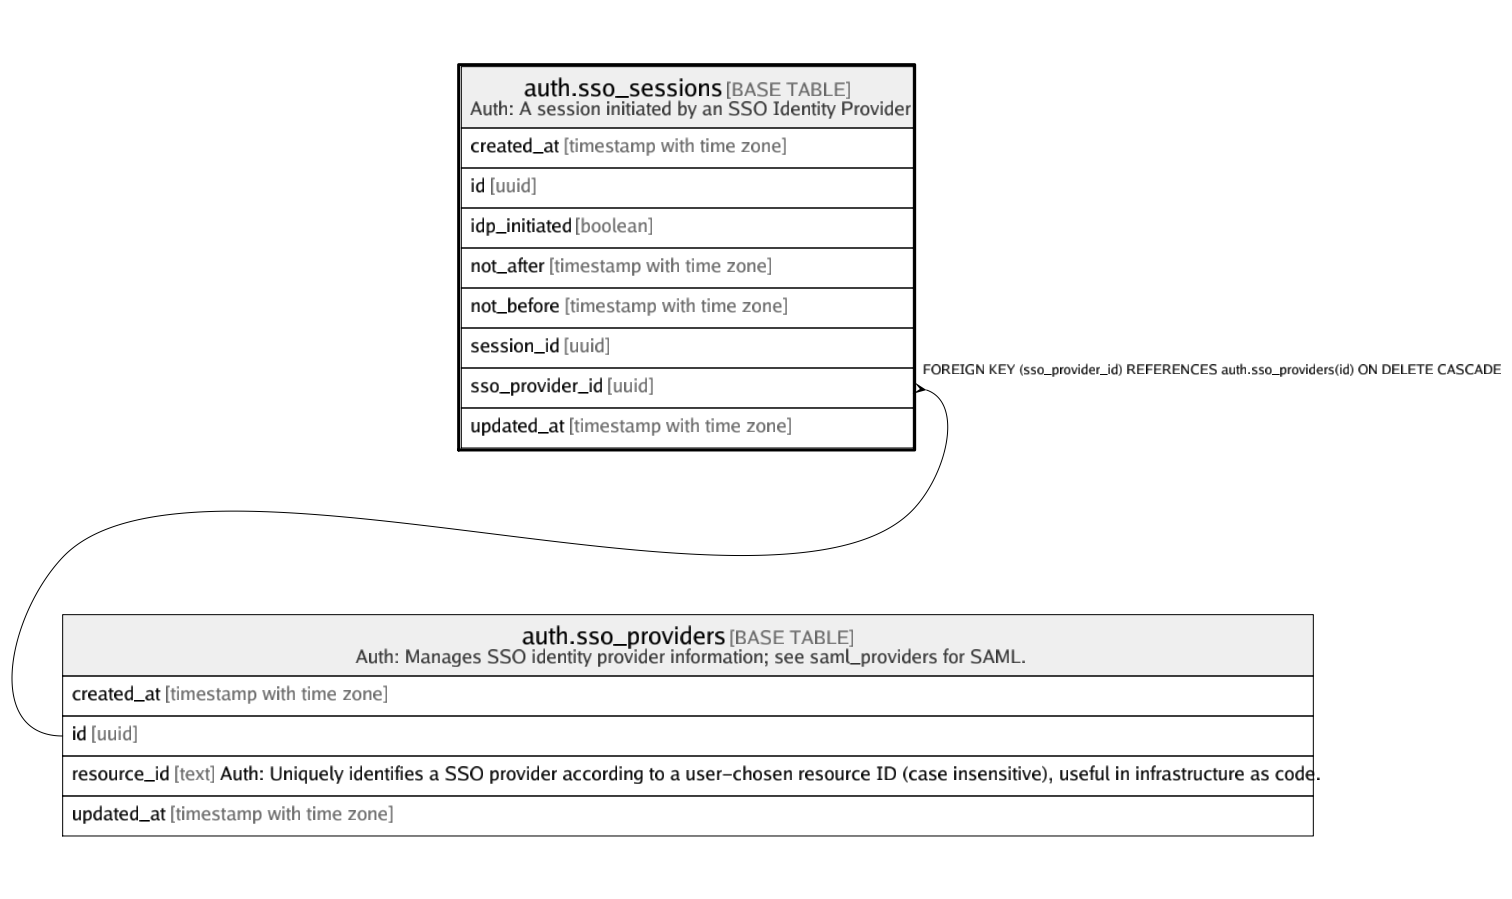 auth.sso_sessions [BASE TABLE]
Auth: A session initiated by an SSO Identity Provider
created_at [timestamp with time zone]
id [uuid]
idp_initiated [boolean]
not_after [timestamp with time zone]
not_before [timestamp with time zone]
session_id [uuid]
FOREIGN KEY (sso_provider_id) REFERENCES auth.sso_providers(id) ON DELETE CASCADE
sso_provider_id [uuid]
updated_at [timestamp with time zone]
auth.sso_providers [BASE TABLE]
Auth: Manages SSO identity provider information; see saml_providers for SAML.
created_at [timestamp with time zone]
id [uuid]
resource_id [text] Auth: Uniquely identifies a SSO provider according to a user-chosen resource ID (case insensitive), useful in infrastructure as code.
updated_at [timestamp with time zone]